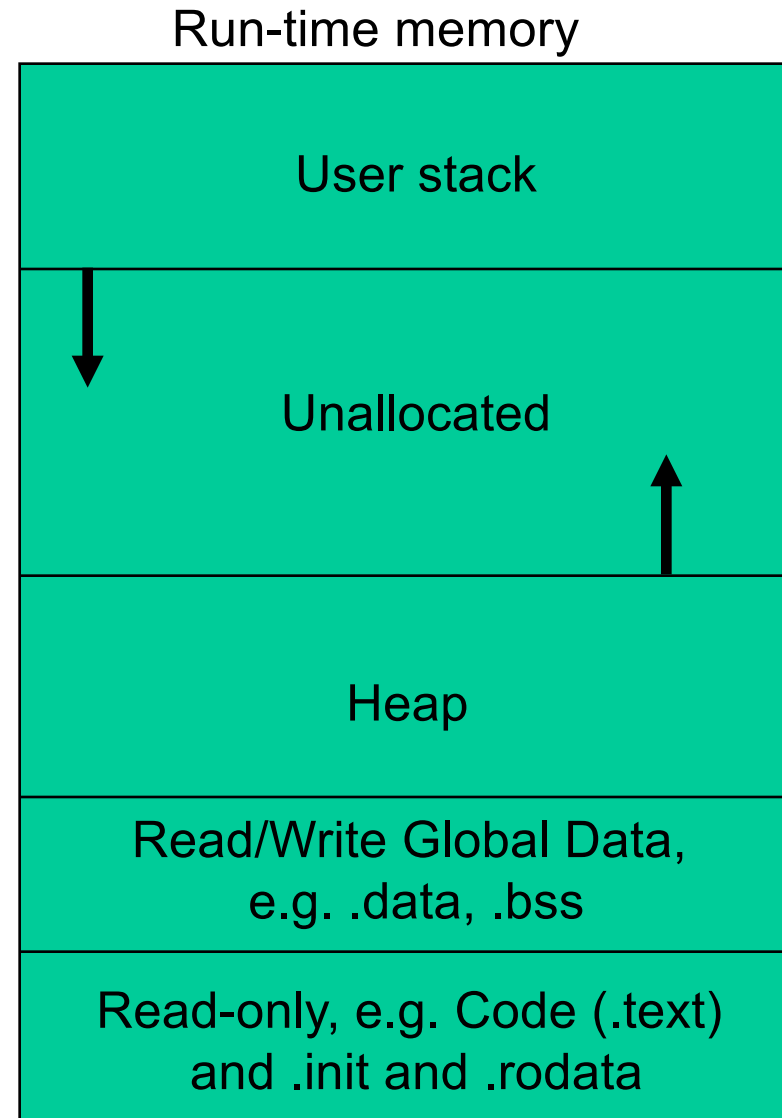 Run-time memory
User stack
Unallocated
Heap
Read/Write Global Data,
e.g. .data, .bss
Read-only, e.g. Code (.text)
and .init and .rodata